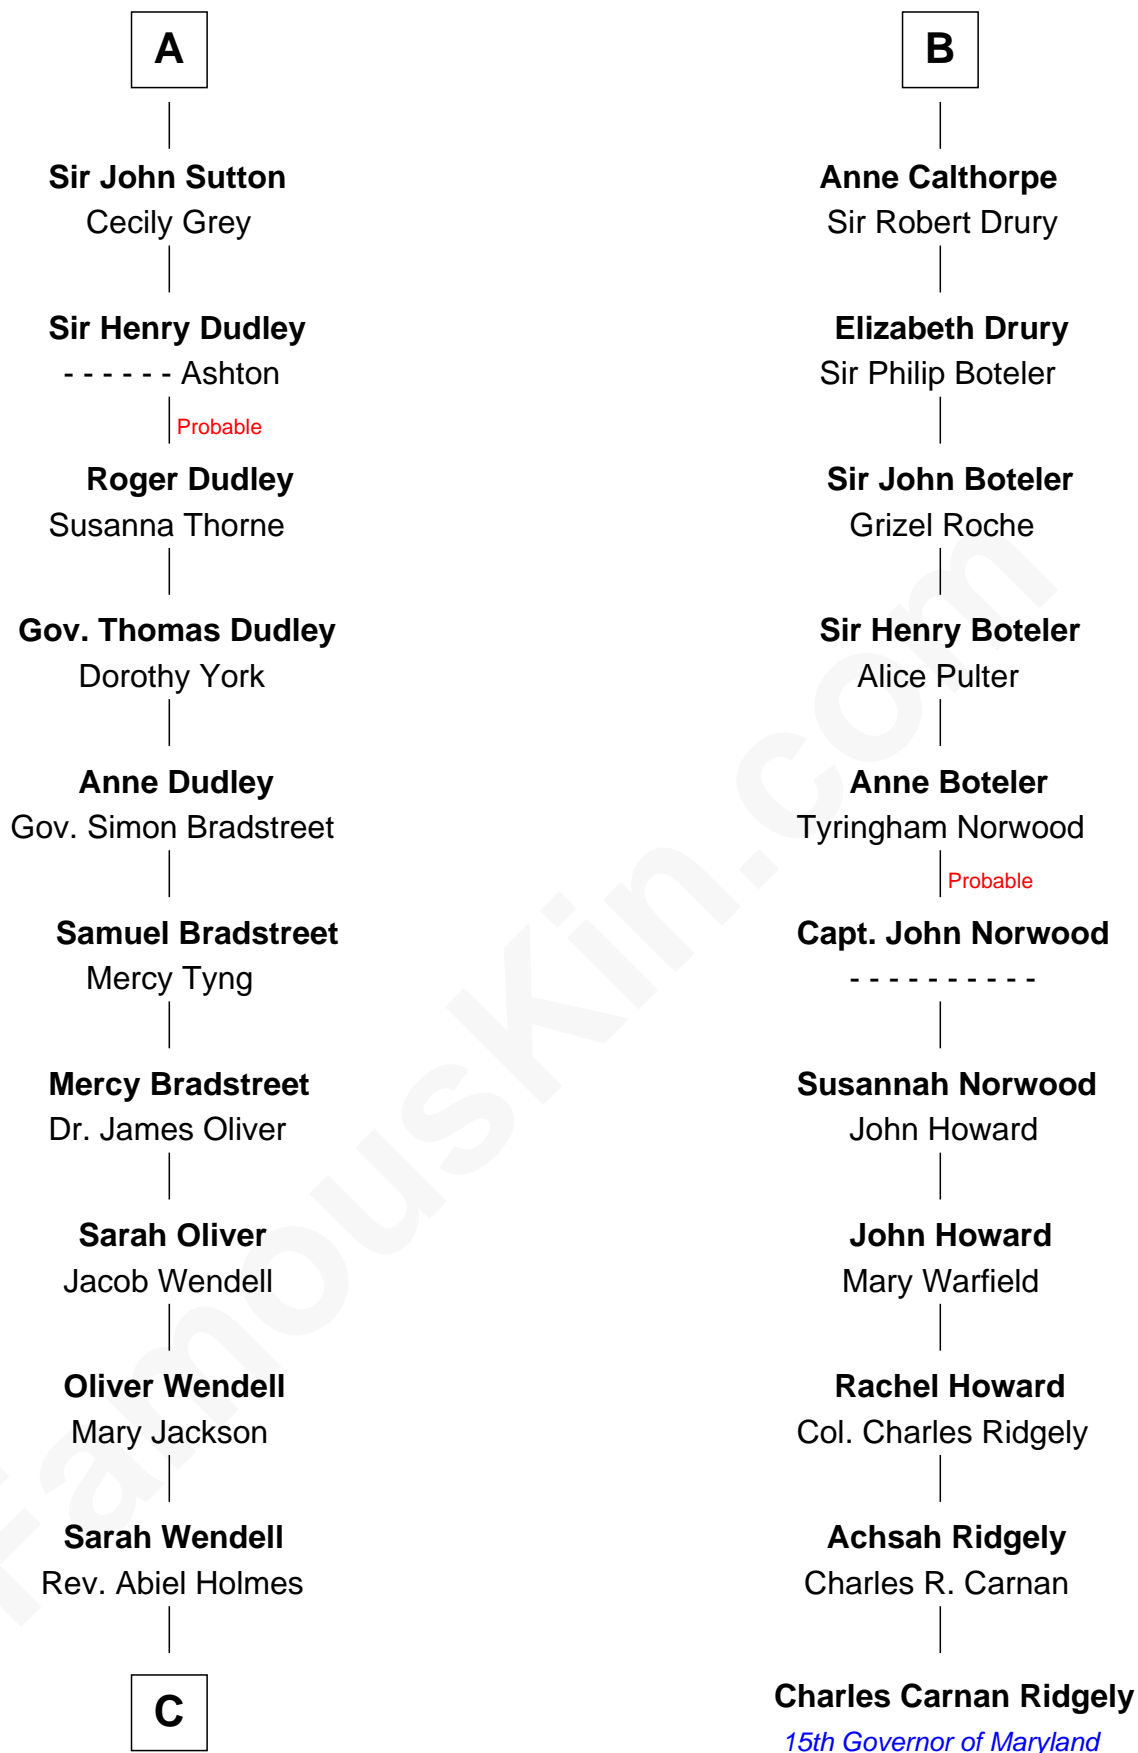 A
Sir John Sutton
Cecily Grey
Sir Henry Dudley
- - - - - - Ashton
Probable
Roger Dudley
Susanna Thorne
Gov. Thomas Dudley
Dorothy York
Anne Dudley
Gov. Simon Bradstreet
Samuel Bradstreet
Mercy Tyng
Mercy Bradstreet
Dr. James Oliver
Sarah Oliver
Jacob Wendell
Oliver Wendell
Mary Jackson
Sarah Wendell
Rev. Abiel Holmes
C
B
Anne Calthorpe
Sir Robert Drury
Elizabeth Drury
Sir Philip Boteler
Sir John Boteler
Grizel Roche
Sir Henry Boteler
Alice Pulter
Anne Boteler
Tyringham Norwood
Probable
Capt. John Norwood
- - - - - - - - - -
Susannah Norwood
John Howard
John Howard
Mary Warfield
Rachel Howard
Col. Charles Ridgely
Achsah Ridgely
Charles R. Carnan
Charles Carnan Ridgely
15th Governor of Maryland
FamousKin.com